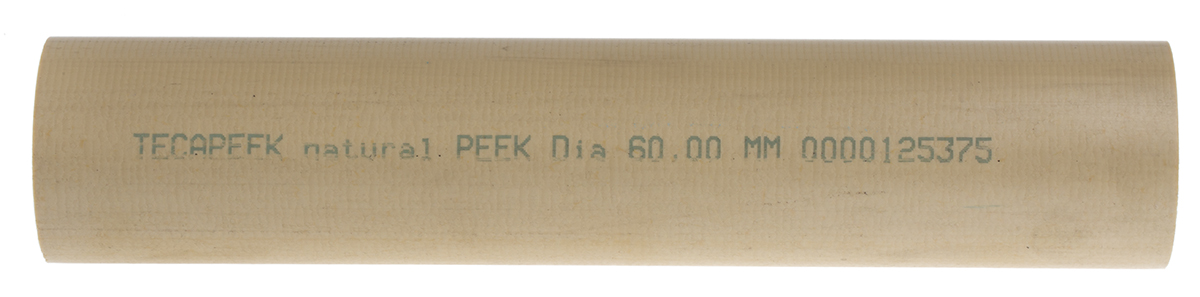 TECAPEEK natural PEEK Dia 60.00 MM 0000125375